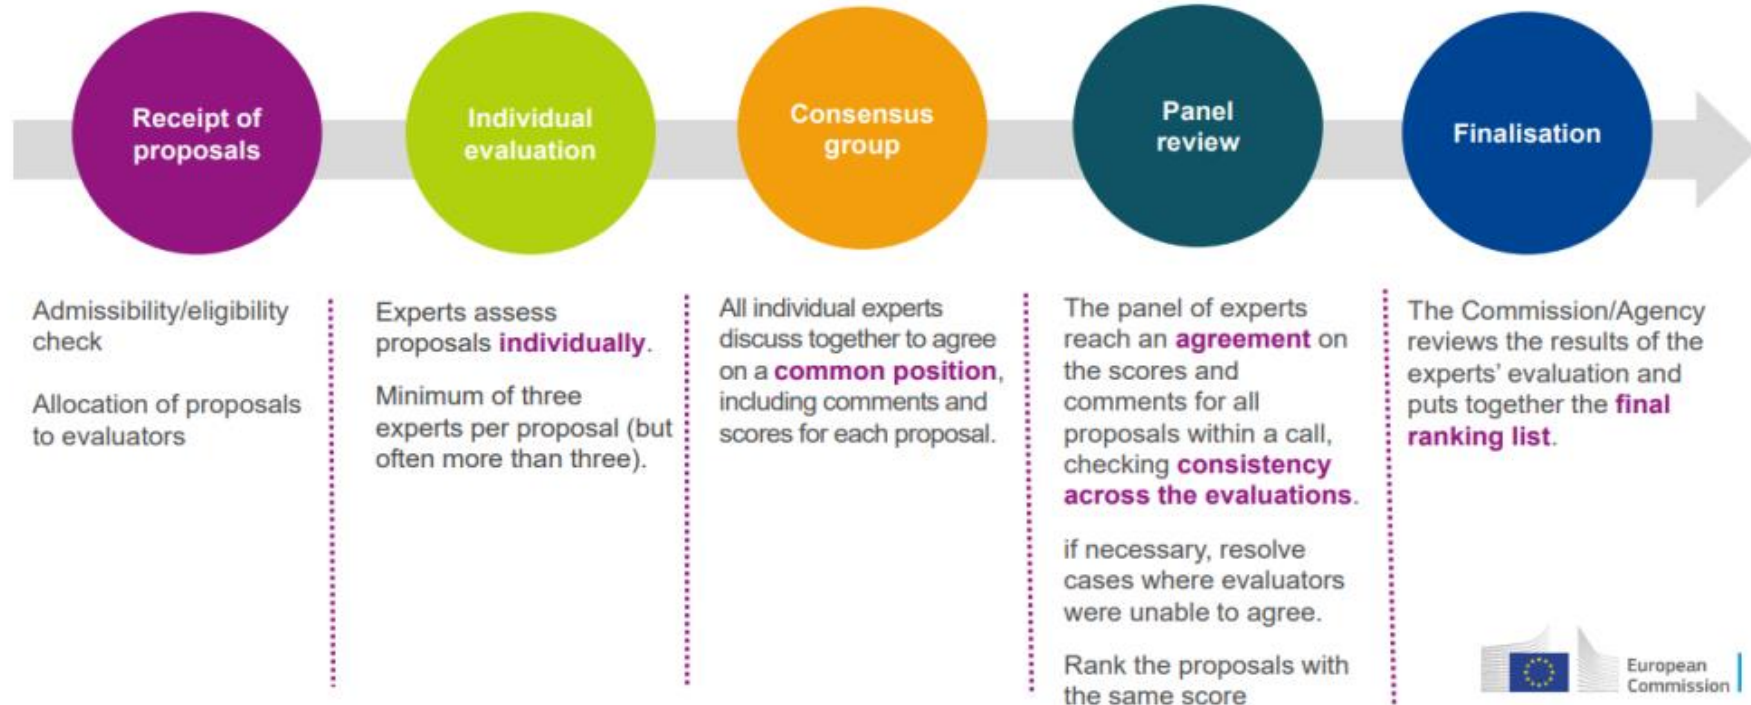 Receipt of
proposals
Individual
evaluation
Consensus
group
Panel
review
Finalisation
Admissibility/eligibility
check
Allocation of proposals
to evaluators
Experts assess
proposals individually.
Minimum of three
experts per proposal (but
often more than three).
All individual experts
discuss together to agree
on a common position,
including comments and
scores for each proposal.
The panel of experts
reach an agreement on
the scores and
comments for all
proposals within a call,
checking consistency
across the evaluations.
if necessary, resolve
cases where evaluators
were unable to agree.
Rank the proposals with
the same score
The Commission/Agency
reviews the results of the
experts' evaluation and
puts together the final
ranking list.
European
Commission